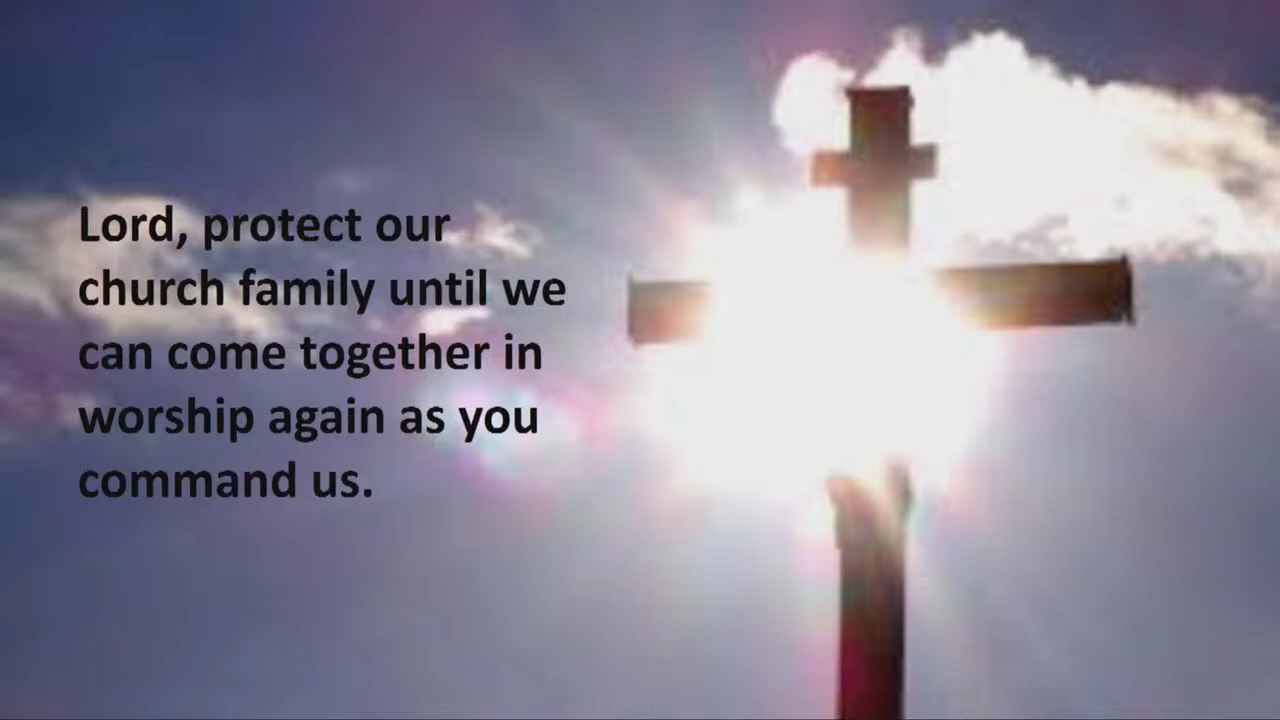 Lord, protect our
church family until we
can come together in
worship again as you
command us.